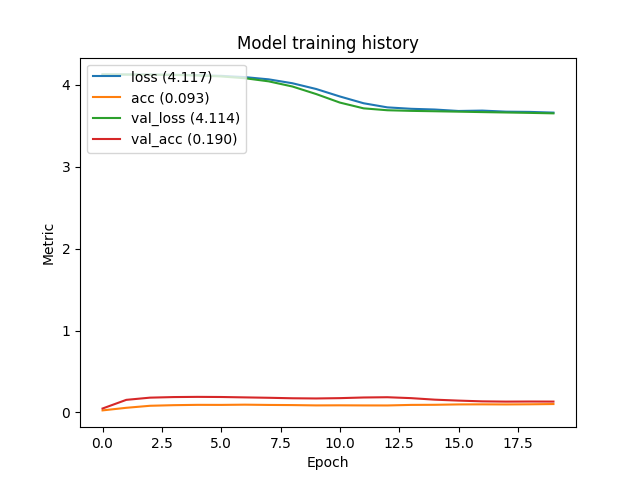 Model training history
loss (4.117)
acc (0.093)
val_loss (4.114)
val_acc (0.190)
4
3
2
1
0
Metric
0.0 2.5 5.0 7.5 10.0 12.5 15.0 17.5
Epoch